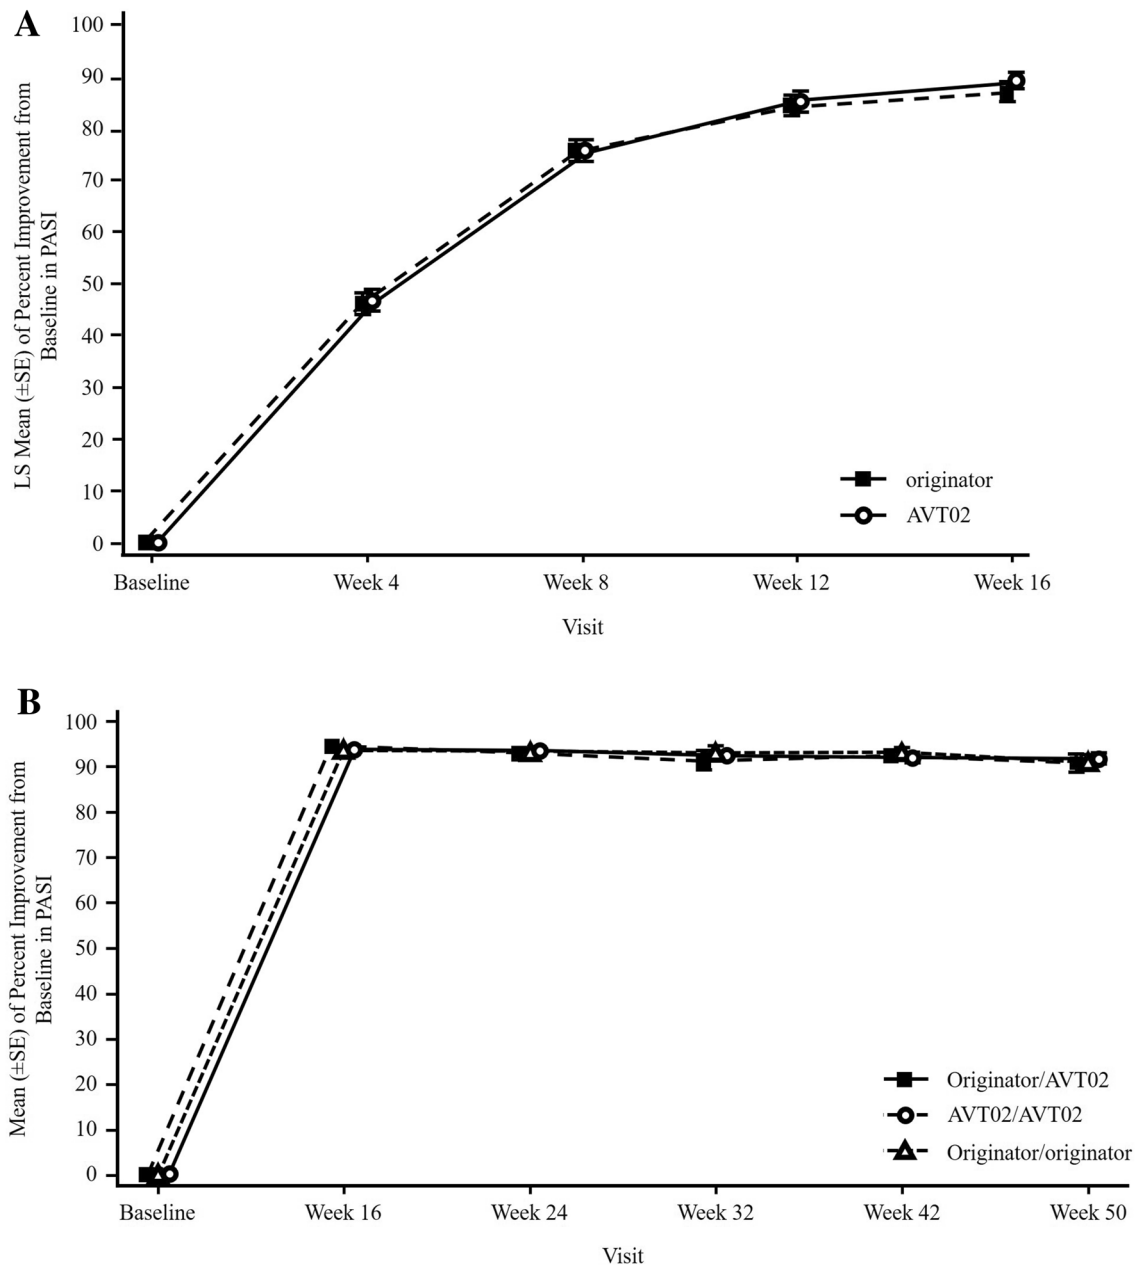 A
100
90
80
70
60
50
40
30
20
10
0
LS Mean (±SE) of Percent Improvement from
Baseline in PASI
originator
AVT02
Baseline
Week 4
Week 8
Week 12
Week 16
Visit
B
100
90
80
70
60
50
40
30
20
10
0
Mean (±SE) of Percent Improvement from
Baseline in PASI
Originator/AVT02
AVT02/AVT02
Originator/originator
Baseline
Week 16
Week 24
Week 32
Week 42
Week 50
Visit